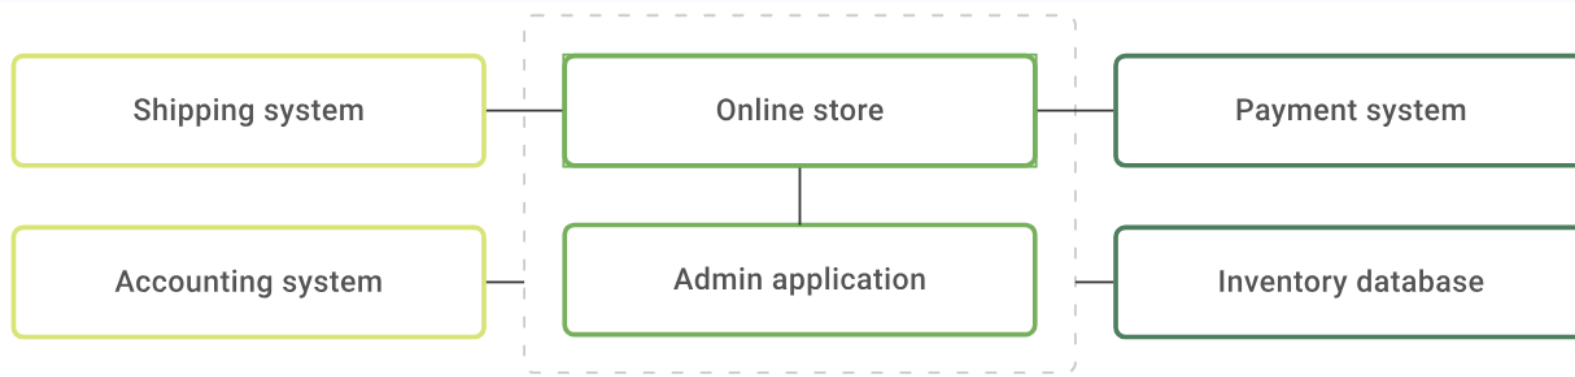 Shipping system
Online store
Payment system
Accounting system
Admin application
Inventory database